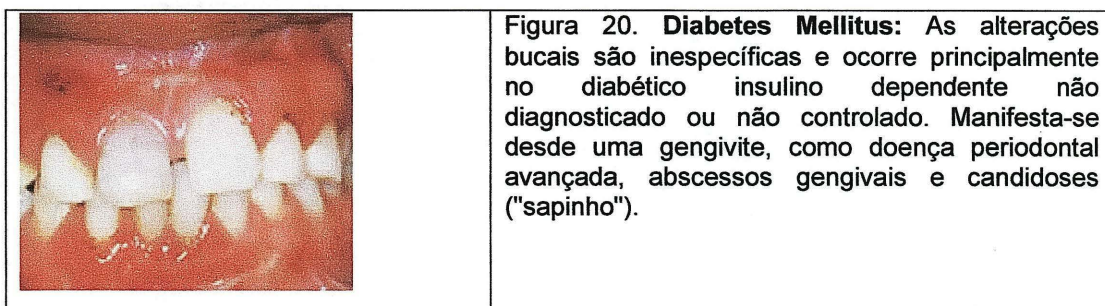 Figura 20. Diabetes Mellitus: As alterações
bucais são inespecíficas e ocorre principalmente
no diabético insulino dependente não
diagnosticado ou não controlado. Manifesta-se
desde uma gengivite, como doença periodontal
avançada, abscessos gengivais e candidoses
("sapinho").